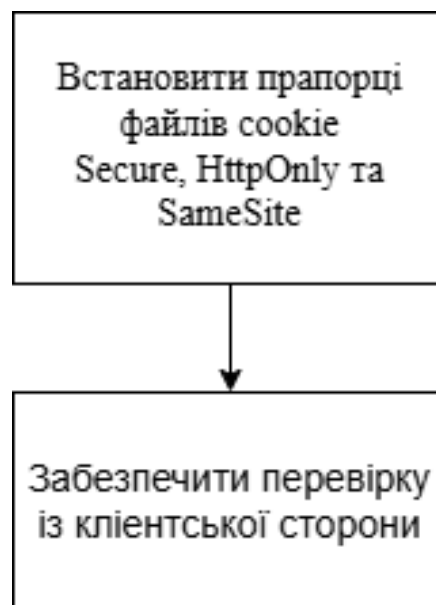 Встановити прапорці
файлів cookie
Secure, HttpOnly та
SameSite
Забезпечити перевірку
із клієнтської сторони